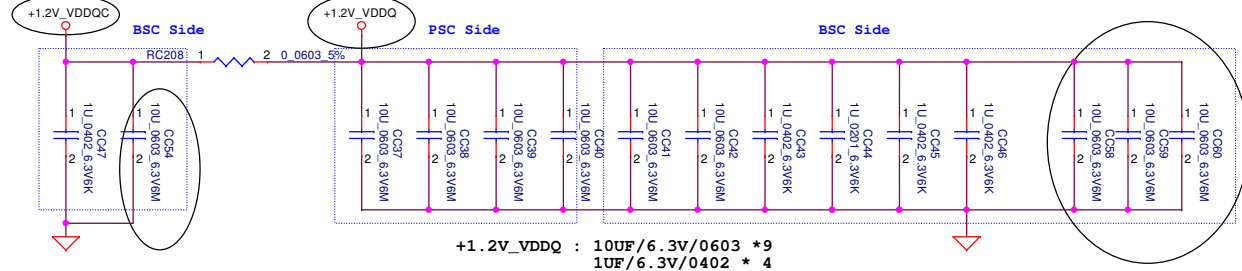 +1.2V_VDDQC
+1.2V_VDDQ
BSC Side
PSC Side
BSC Side
RC208 1 2 0_0603_5%
1 2 CC47 1U_0402_6.3V6K
1 2 CC54 10U_0603_6.3V6M
1 2 CC37 10U_0603_6.3V6M
1 2 CC38 10U_0603_6.3V6M
1 2 CC39 10U_0603_6.3V6M
1 2 CC40 10U_0603_6.3V6M
1 2 CC41 10U_0603_6.3V6M
1 2 CC42 10U_0603_6.3V6M
1 2 CC43 1U_0402_6.3V6K
1 2 CC44 1U_0201_6.3V6M
1 2 CC45 1U_0402_6.3V6K
1 2 CC46 1U_0402_6.3V6K
1 2 CC58 10U_0603_6.3V6M
1 2 CC59 10U_0603_6.3V6M
1 2 CC60 10U_0603_6.3V6M
+1.2V_VDDQ : 10UF/6.3V/0603 *9
1UF/6.3V/0402 * 4